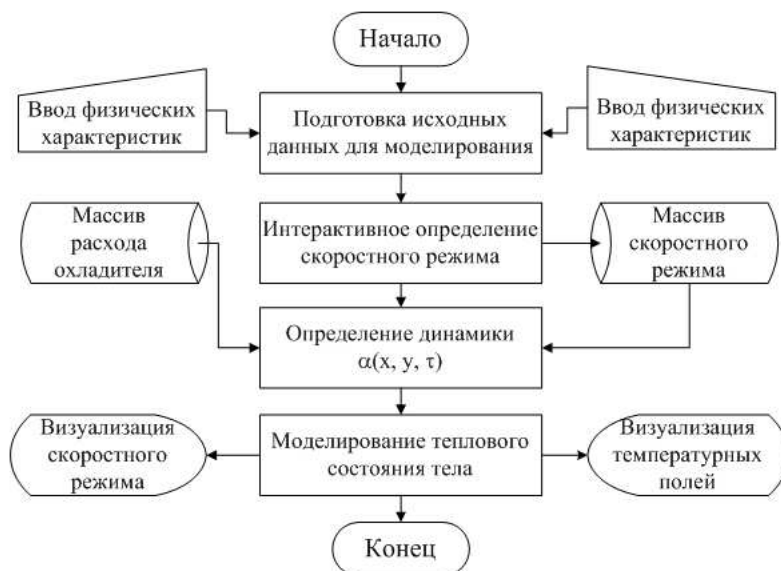 Начало
Ввод физических
характеристик
Подготовка исходных
данных для моделирования
Ввод физических
характеристик
Массив
расхода
охладителя
Интерактивное определение
скоростного режима
Массив
скоростного
режима
Определение динамики
α(x, y, τ)
Визуализация
скоростного
режима
Моделирование теплового
состояния тела
Визуализация
температурных
полей
Конец